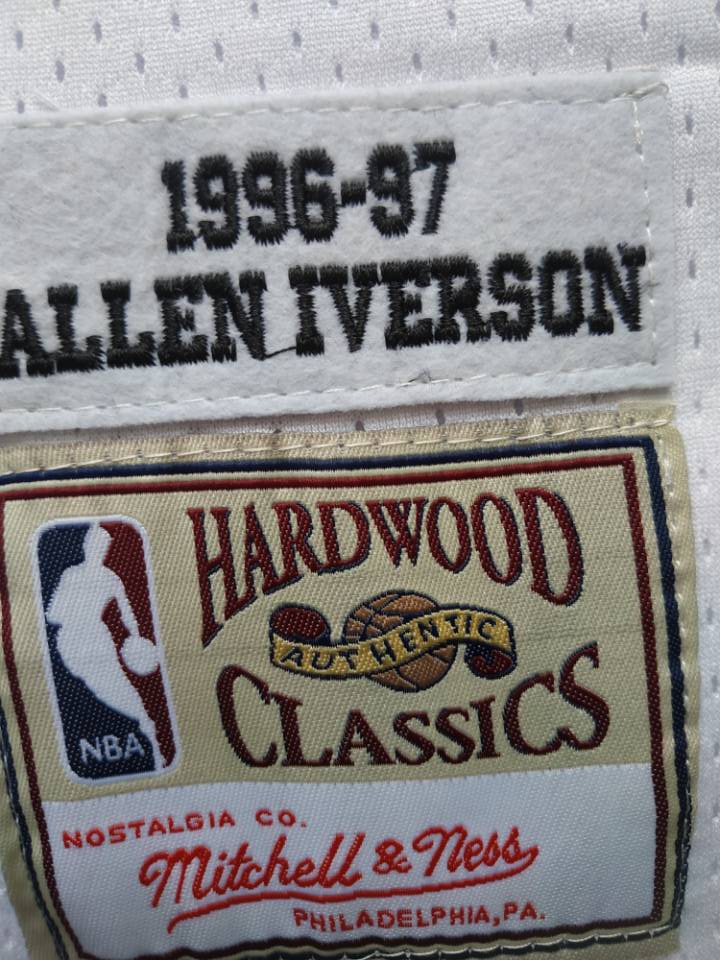 1996-97
ALLEN IVERSON
HARDWOOD
AUTHENTIC
CLASSICS
NBA
NOSTALGIA CO.
Mitchell & Ness
PHILADELPHIA, PA.